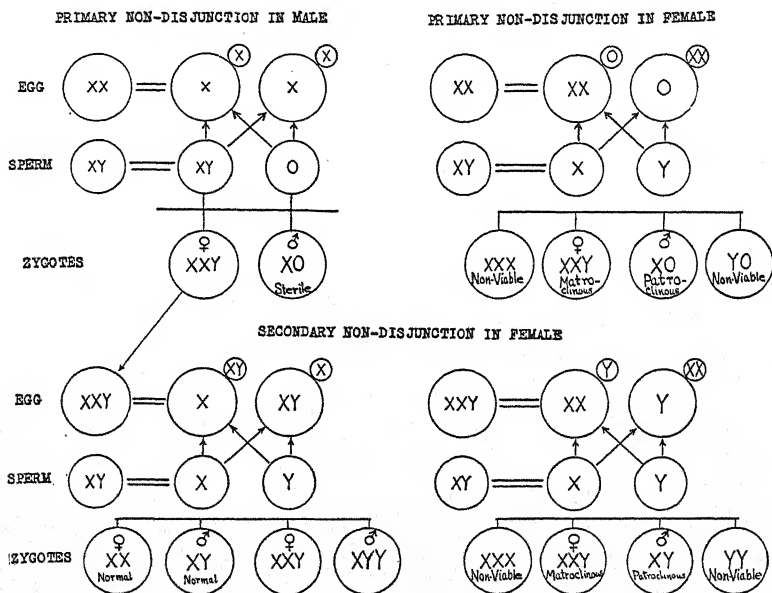 PRIMARY NON-DISJUNCTION IN MALE
X X
EGG XX X X
SPERM XY XY O
ZYGOTES ♀ XXY ♂ XO Sterile
PRIMARY NON-DISJUNCTION IN FEMALE
O XX
XX XX O
XY X Y
XXX Non-Viable ♀ XXY Matro-clinous ♂ XO Patro-clinous YO Non-Viable
SECONDARY NON-DISJUNCTION IN FEMALE
XY X
EGG XXY X XY
SPERM XY X Y
ZYGOTES ♀ XX Normal ♂ XY Normal ♀ XXY ♂ XYY
Y XX
XXY XX Y
XY X Y
XXX Non-Viable ♀ XXY Matroclinous ♂ XY Patroclinous YY Non-Viable